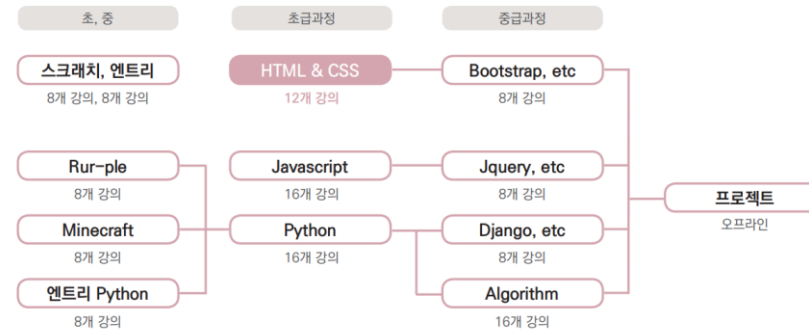 초, 중
초급과정
중급과정
스크래치, 엔트리
HTML & CSS
Bootstrap, etc
8개 강의, 8개 강의
12개 강의
8개 강의
Rur-ple
Javascript
Jquery, etc
8개 강의
16개 강의
8개 강의
프로젝트
오프라인
Minecraft
Python
Django, etc
8개 강의
16개 강의
8개 강의
엔트리 Python
Algorithm
8개 강의
16개 강의